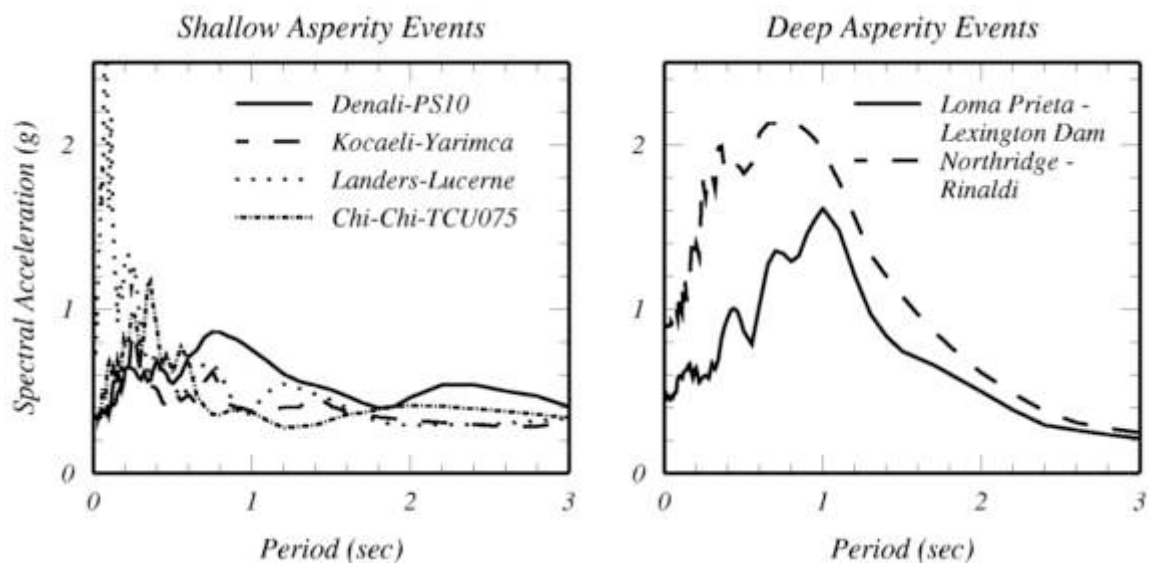 Shallow Asperity Events
Spectral Acceleration (g)
2
1
0
Denali-PS10
Kocaeli-Yarimca
Landers-Lucerne
Chi-Chi-TCU075
0 1 2 3
Period (sec)
Deep Asperity Events
2
1
0
Loma Prieta -
Lexington Dam
Northridge -
Rinaldi
0 1 2 3
Period (sec)